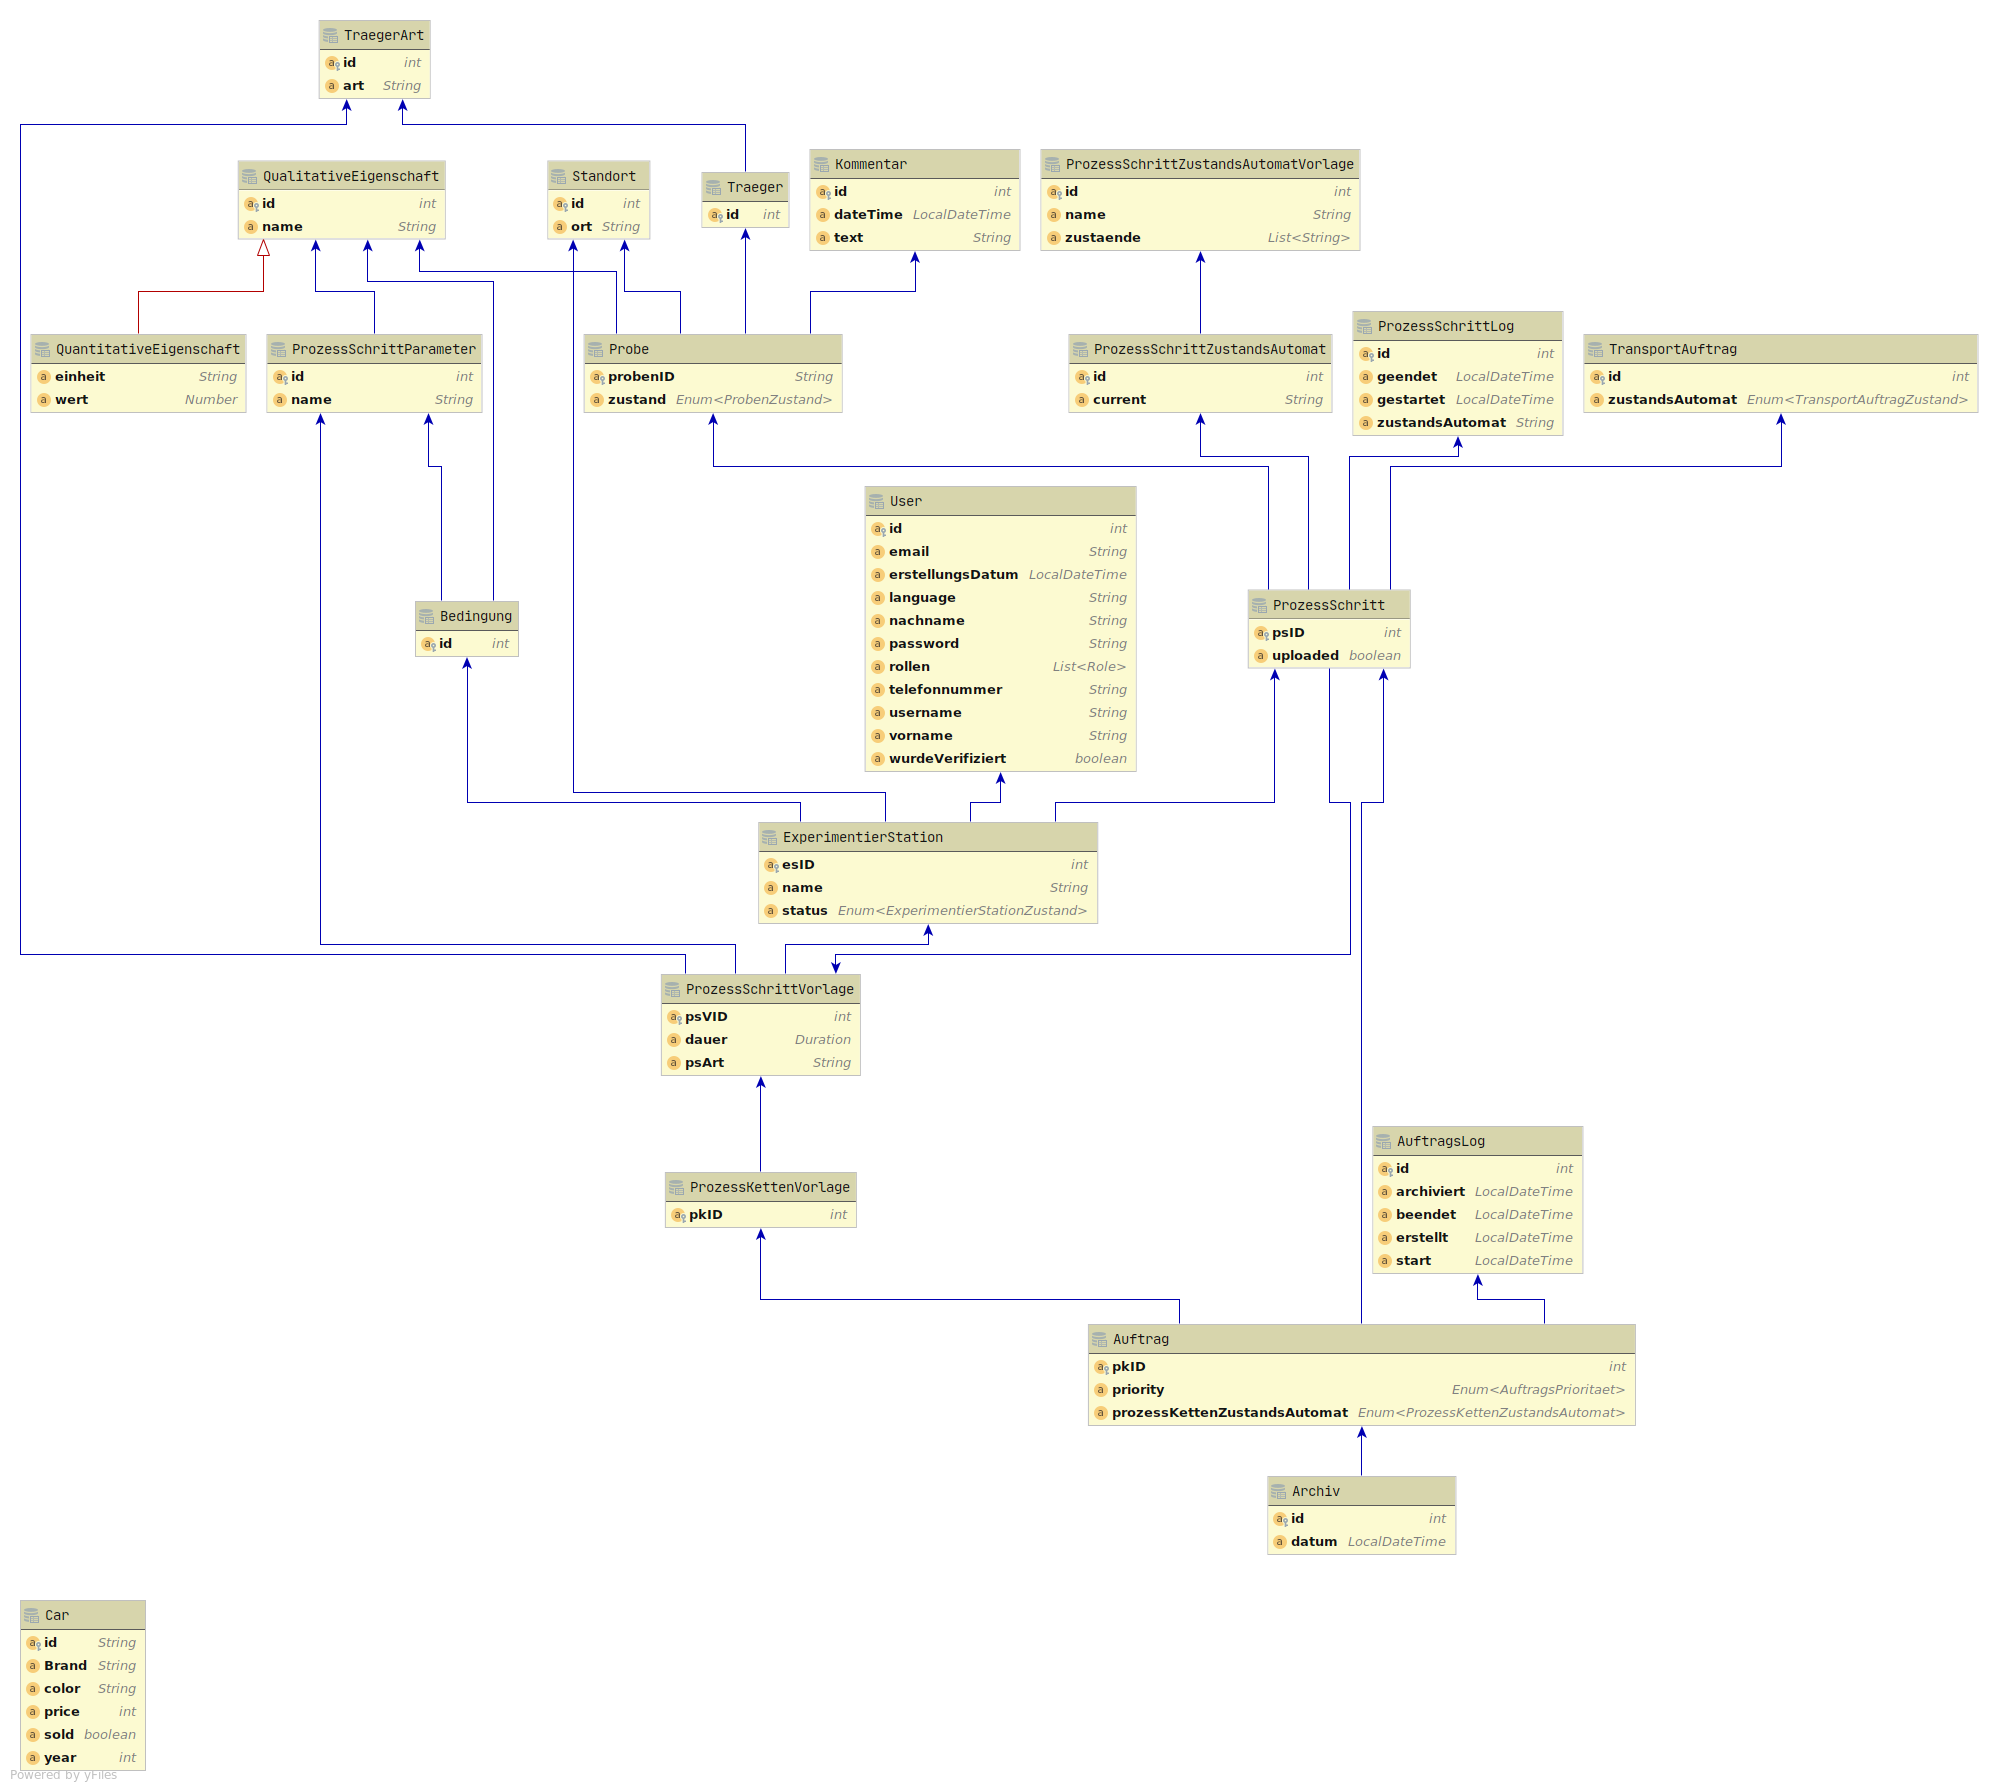 TraegerArt
id int
art String
QualitativeEigenschaft
id int
name String
Standort
id int
ort String
Traeger
id int
Kommentar
id int
dateTime LocalDateTime
text String
ProzessSchrittZustandsAutomatVorlage
id int
name String
zustaende List<String>
QuantitativeEigenschaft
einheit String
wert Number
ProzessSchrittParameter
id int
name String
Probe
probenID String
zustand Enum<ProbenZustand>
ProzessSchrittZustandsAutomat
id int
current String
ProzessSchrittLog
id int
geendet LocalDateTime
gestartet LocalDateTime
zustandsAutomat String
TransportAuftrag
id int
zustandsAutomat Enum<TransportAuftragZustand>
User
id int
email String
erstellungsDatum LocalDateTime
language String
nachname String
password String
rollen List<Role>
telefonnummer String
username String
vorname String
wurdeVerifiziert boolean
Bedingung
id int
ProzessSchritt
psID int
uploaded boolean
ExperimentierStation
esID int
name String
status Enum<ExperimentierStationZustand>
ProzessSchrittVorlage
psVID int
dauer Duration
psArt String
ProzessKettenVorlage
pkID int
AuftragsLog
id int
archiviert LocalDateTime
beendet LocalDateTime
erstellt LocalDateTime
start LocalDateTime
Auftrag
pkID int
priority Enum<AuftragsPrioritaet>
prozessKettenZustandsAutomat Enum<ProzessKettenZustandsAutomat>
Archiv
id int
datum LocalDateTime
Car
id String
Brand String
color String
price int
sold boolean
year int
Powered by yFiles